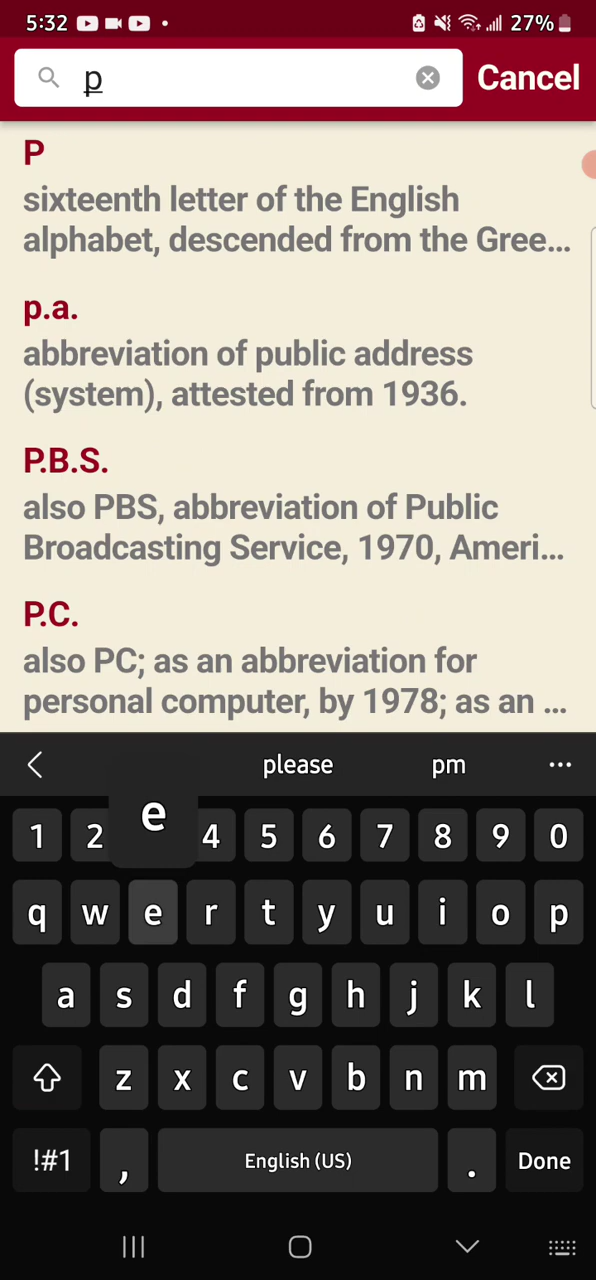 5:32 27%
p Cancel
P
sixteenth letter of the English
alphabet, descended from the Gree...
p.a.
abbreviation of public address
(system), attested from 1936.
P.B.S.
also PBS, abbreviation of Public
Broadcasting Service, 1970, Ameri...
P.C.
also PC; as an abbreviation for
personal computer, by 1978; as an ...
please pm
e
1 2 4 5 6 7 8 9 0
q w e r t y u i o p
a s d f g h j k l
z x c v b n m
!#1 , English (US) . Done